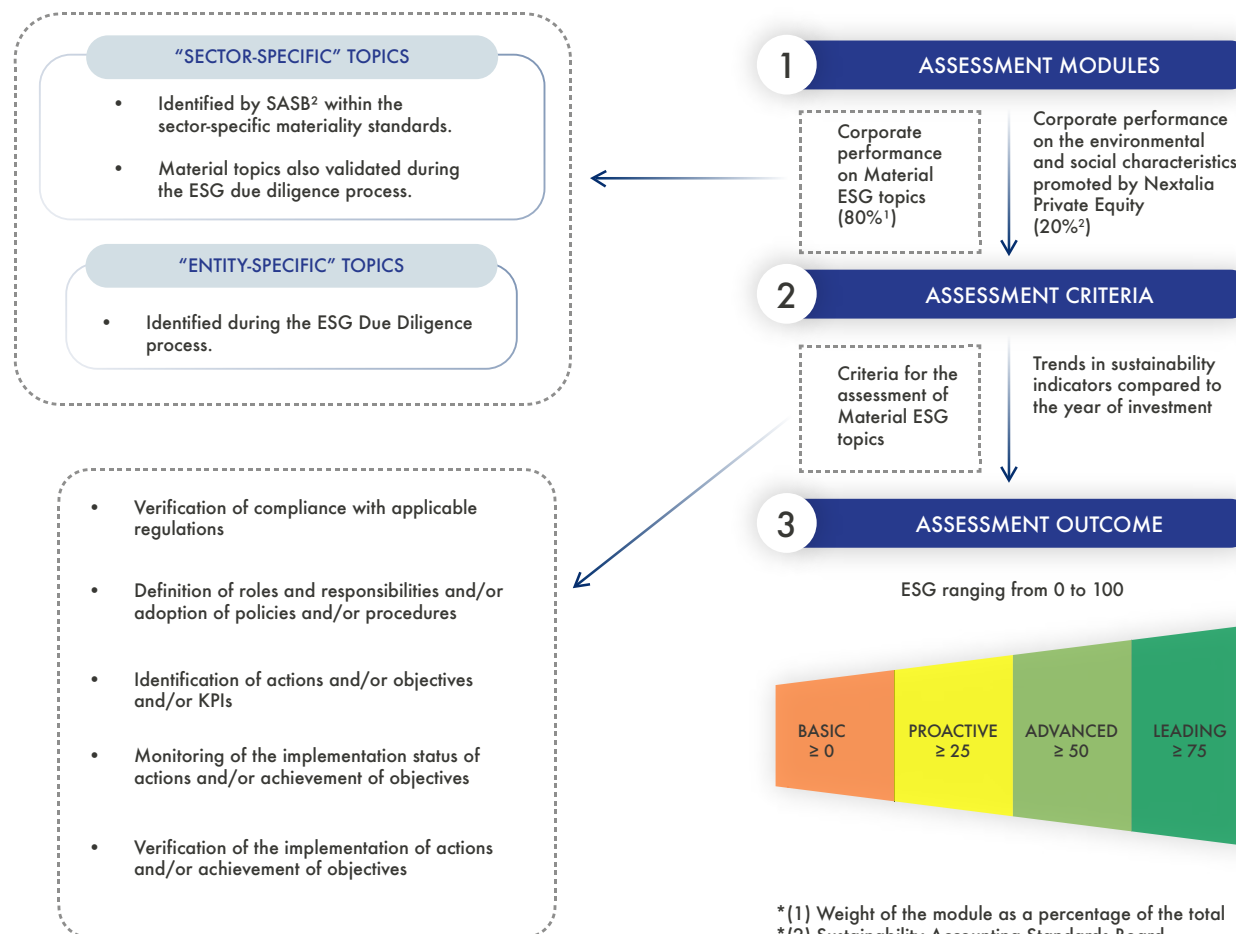 “SECTOR-SPECIFIC” TOPICS
• Identified by SASB² within the
sector-specific materiality standards.
• Material topics also validated during
the ESG due diligence process.
“ENTITY-SPECIFIC” TOPICS
• Identified during the ESG Due Diligence
process.
• Verification of compliance with applicable
regulations
• Definition of roles and responsibilities and/or
adoption of policies and/or procedures
• Identification of actions and/or objectives
and/or KPIs
• Monitoring of the implementation status of
actions and/or achievement of objectives
• Verification of the implementation of actions
and/or achievement of objectives
1 ASSESSMENT MODULES
Corporate
performance
on Material
ESG topics
(80%¹)
Corporate performance
on the environmental
and social characteristics
promoted by Nextalia
Private Equity
(20%²)
2 ASSESSMENT CRITERIA
Criteria for the
assessment of
Material ESG
topics
Trends in sustainability
indicators compared to
the year of investment
3 ASSESSMENT OUTCOME
ESG ranging from 0 to 100
BASIC
≥ 0
PROACTIVE
≥ 25
ADVANCED
≥ 50
LEADING
≥ 75
*(1) Weight of the module as a percentage of the total
*(2) Sustainability Accounting Standards Board